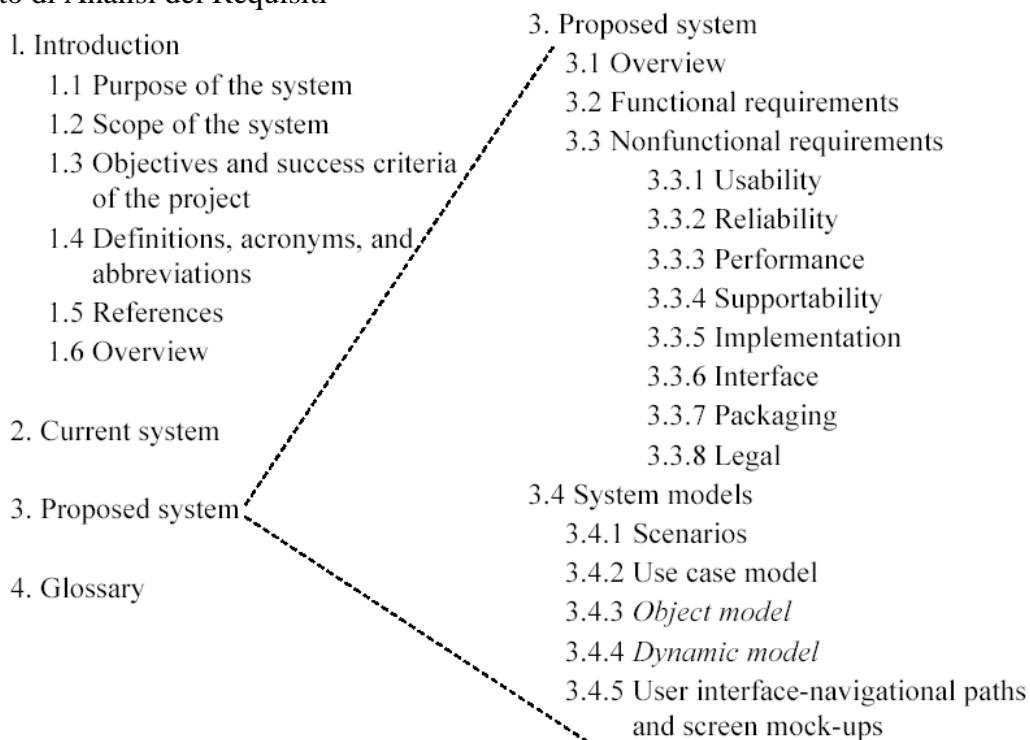 to di Analisi dei Requisiti
1. Introduction
1.1 Purpose of the system
1.2 Scope of the system
1.3 Objectives and success criteria
of the project
1.4 Definitions, acronyms, and
abbreviations
1.5 References
1.6 Overview
2. Current system
3. Proposed system
4. Glossary
3. Proposed system
3.1 Overview
3.2 Functional requirements
3.3 Nonfunctional requirements
3.3.1 Usability
3.3.2 Reliability
3.3.3 Performance
3.3.4 Supportability
3.3.5 Implementation
3.3.6 Interface
3.3.7 Packaging
3.3.8 Legal
3.4 System models
3.4.1 Scenarios
3.4.2 Use case model
3.4.3 Object model
3.4.4 Dynamic model
3.4.5 User interface-navigational paths
and screen mock-ups